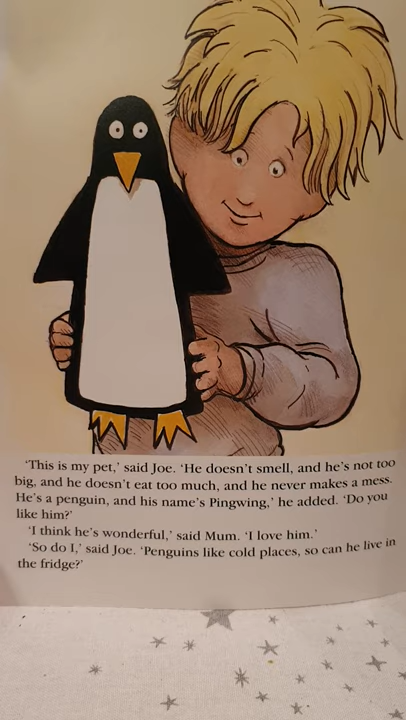 ‘This is my pet,’ said Joe. ‘He doesn’t smell, and he’s not too
big, and he doesn’t eat too much, and he never makes a mess.
He’s a penguin, and his name’s Pingwing,’ he added. ‘Do you
like him?’
‘I think he’s wonderful,’ said Mum. ‘I love him.’
‘So do I,’ said Joe. ‘Penguins like cold places, so can he live in
the fridge?’